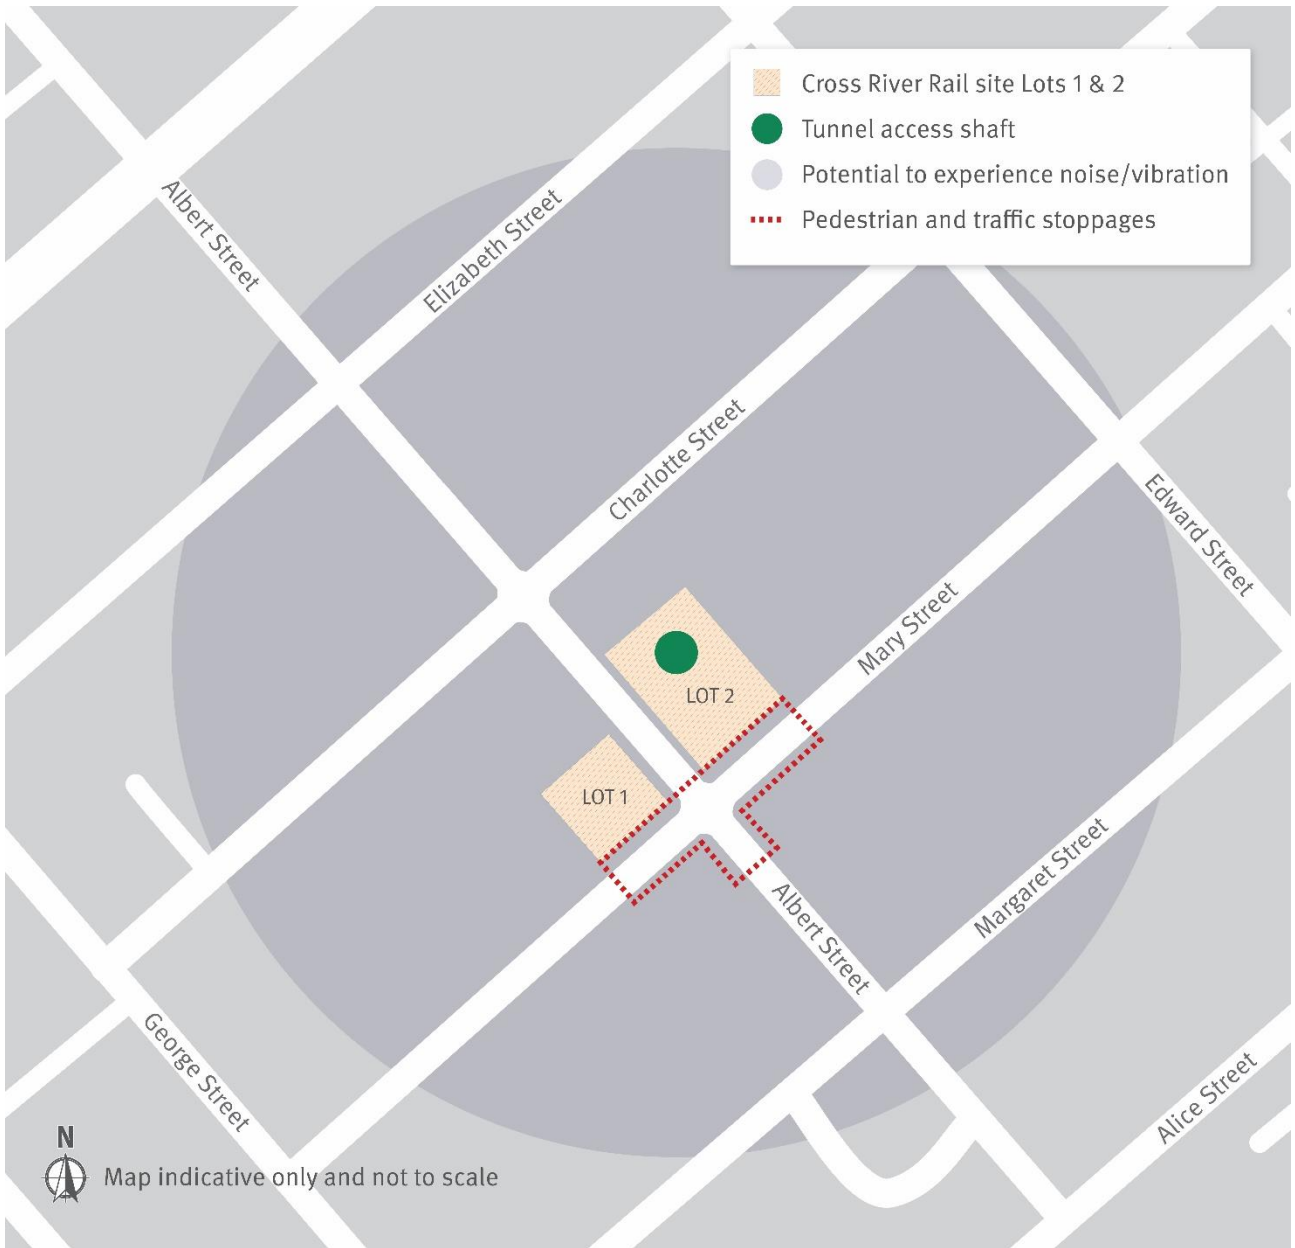 Cross River Rail site Lots 1 & 2
Tunnel access shaft
Potential to experience noise/vibration
Pedestrian and traffic stoppages
Albert Street
Elizabeth Street
Charlotte Street
Edward Street
Mary Street
LOT 2
LOT 1
Margaret Street
Albert Street
George Street
Alice Street
N
Map indicative only and not to scale